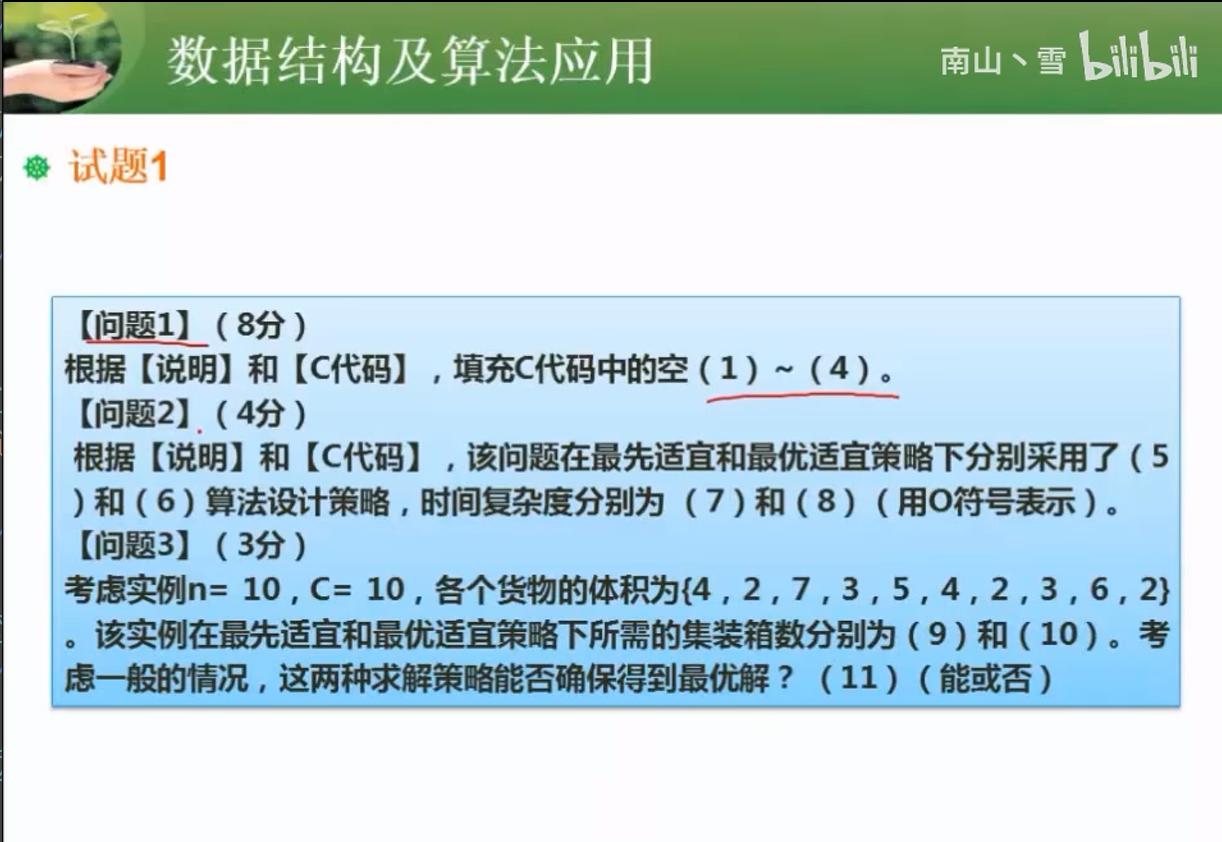 数据结构及算法应用
南山丶雪 bilibili
试题1
【问题1】（8分）
根据【说明】和【C代码】，填充C代码中的空（1）~（4）。
【问题2】（4分）
根据【说明】和【C代码】，该问题在最先适宜和最优适宜策略下分别采用了（5
）和（6）算法设计策略，时间复杂度分别为 （7）和（8）（用O符号表示）。
【问题3】（3分）
考虑实例n= 10，C= 10，各个货物的体积为{4，2，7，3，5，4，2，3，6，2}
。该实例在最先适宜和最优适宜策略下所需的集装箱数分别为（9）和（10）。考
虑一般的情况，这两种求解策略能否确保得到最优解？（11）（能或否）